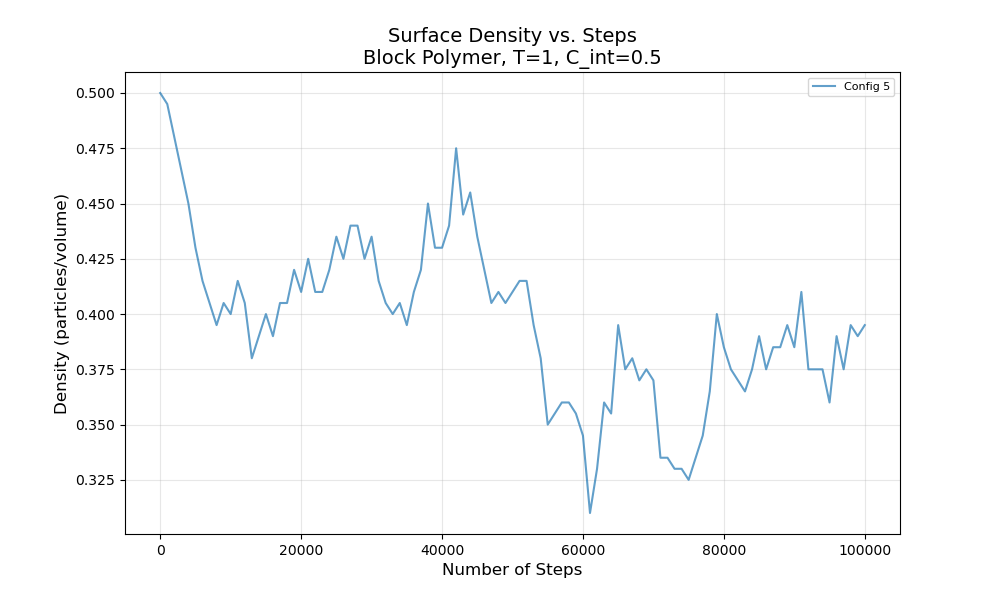 Surface Density vs. Steps
Block Polymer, T=1, C_int=0.5
Config 5
Density (particles/volume)
0.500
0.475
0.450
0.425
0.400
0.375
0.350
0.325
0
20000
40000
60000
80000
100000
Number of Steps